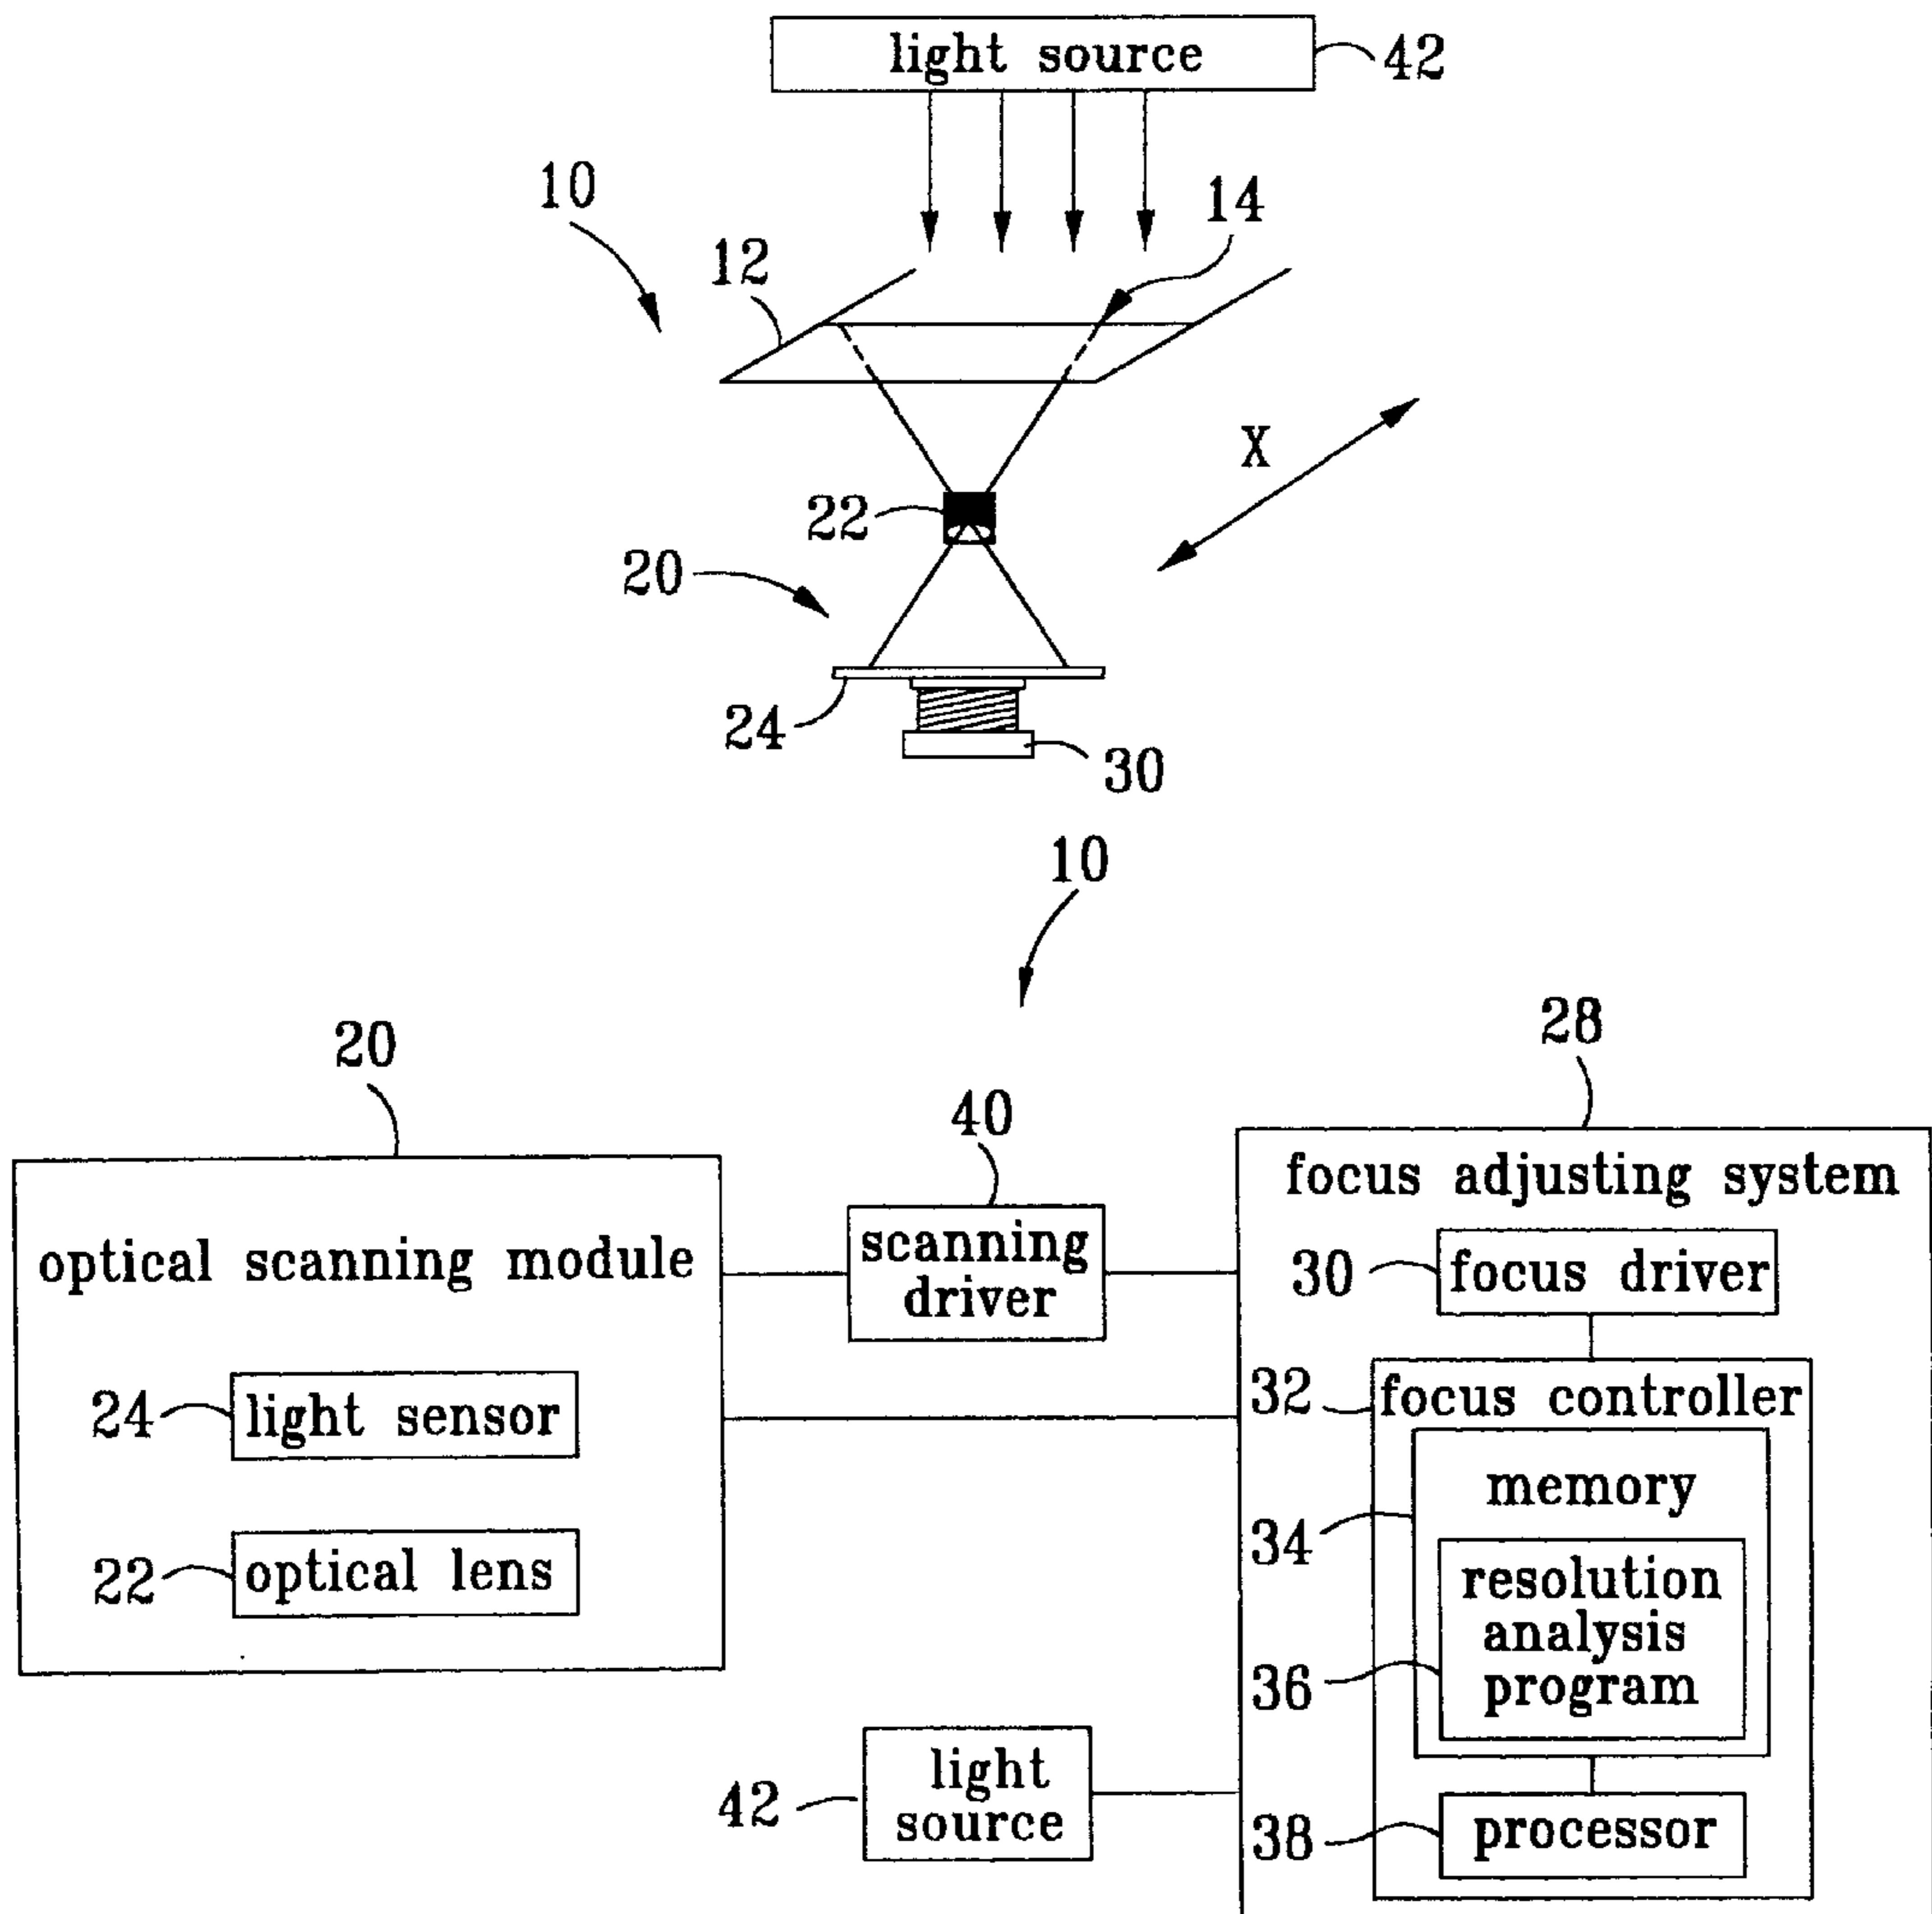 light source
42
10
14
12
X
22
20
24
30
10
20
28
40
focus adjusting system
optical scanning module
scanning
driver
30
focus driver
32
focus controller
24
light sensor
memory
34
22
optical lens
resolution
analysis
program
36
light
source
42
38
processor